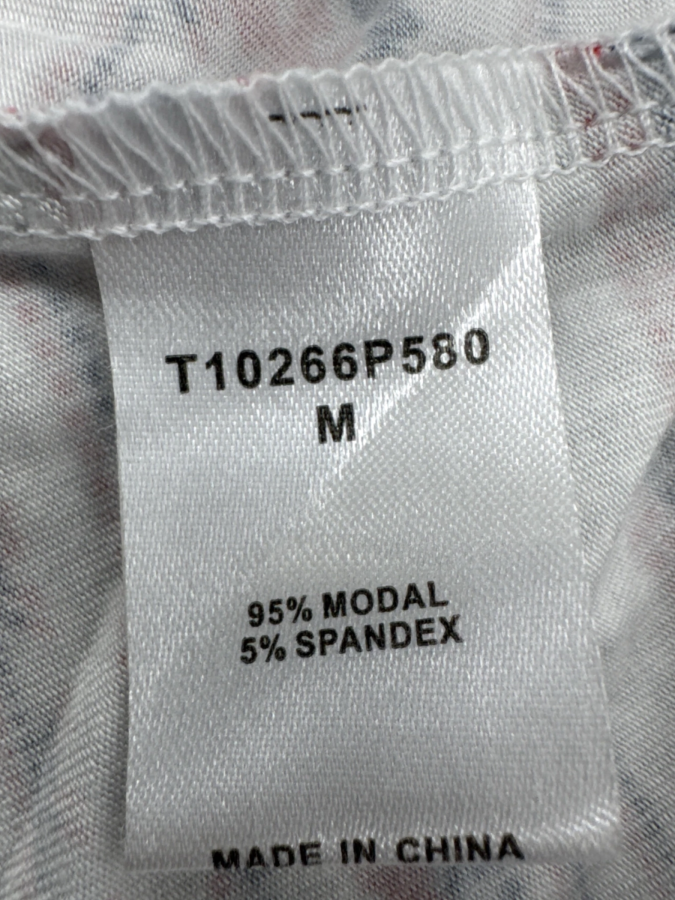 T10266P580
M
95% MODAL
5% SPANDEX
MADE IN CHINA